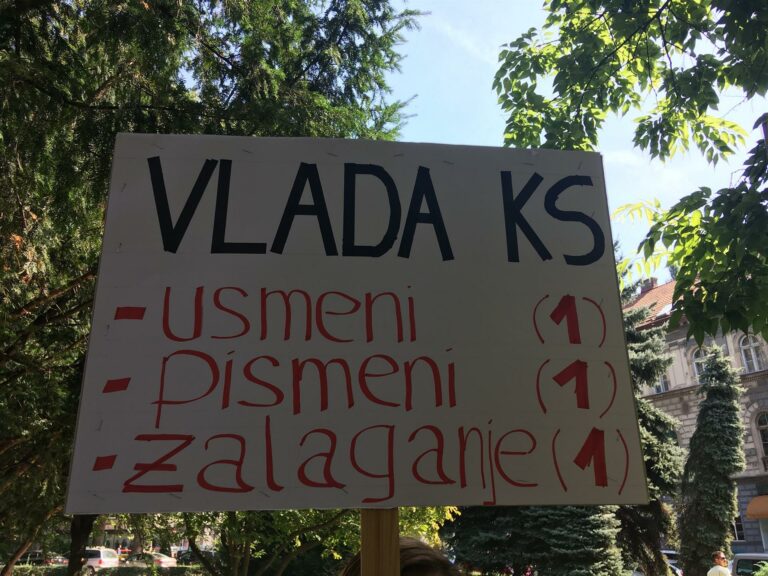 VLADA KS
- usmeni (1)
- pismeni (1)
- zalaganje (1)